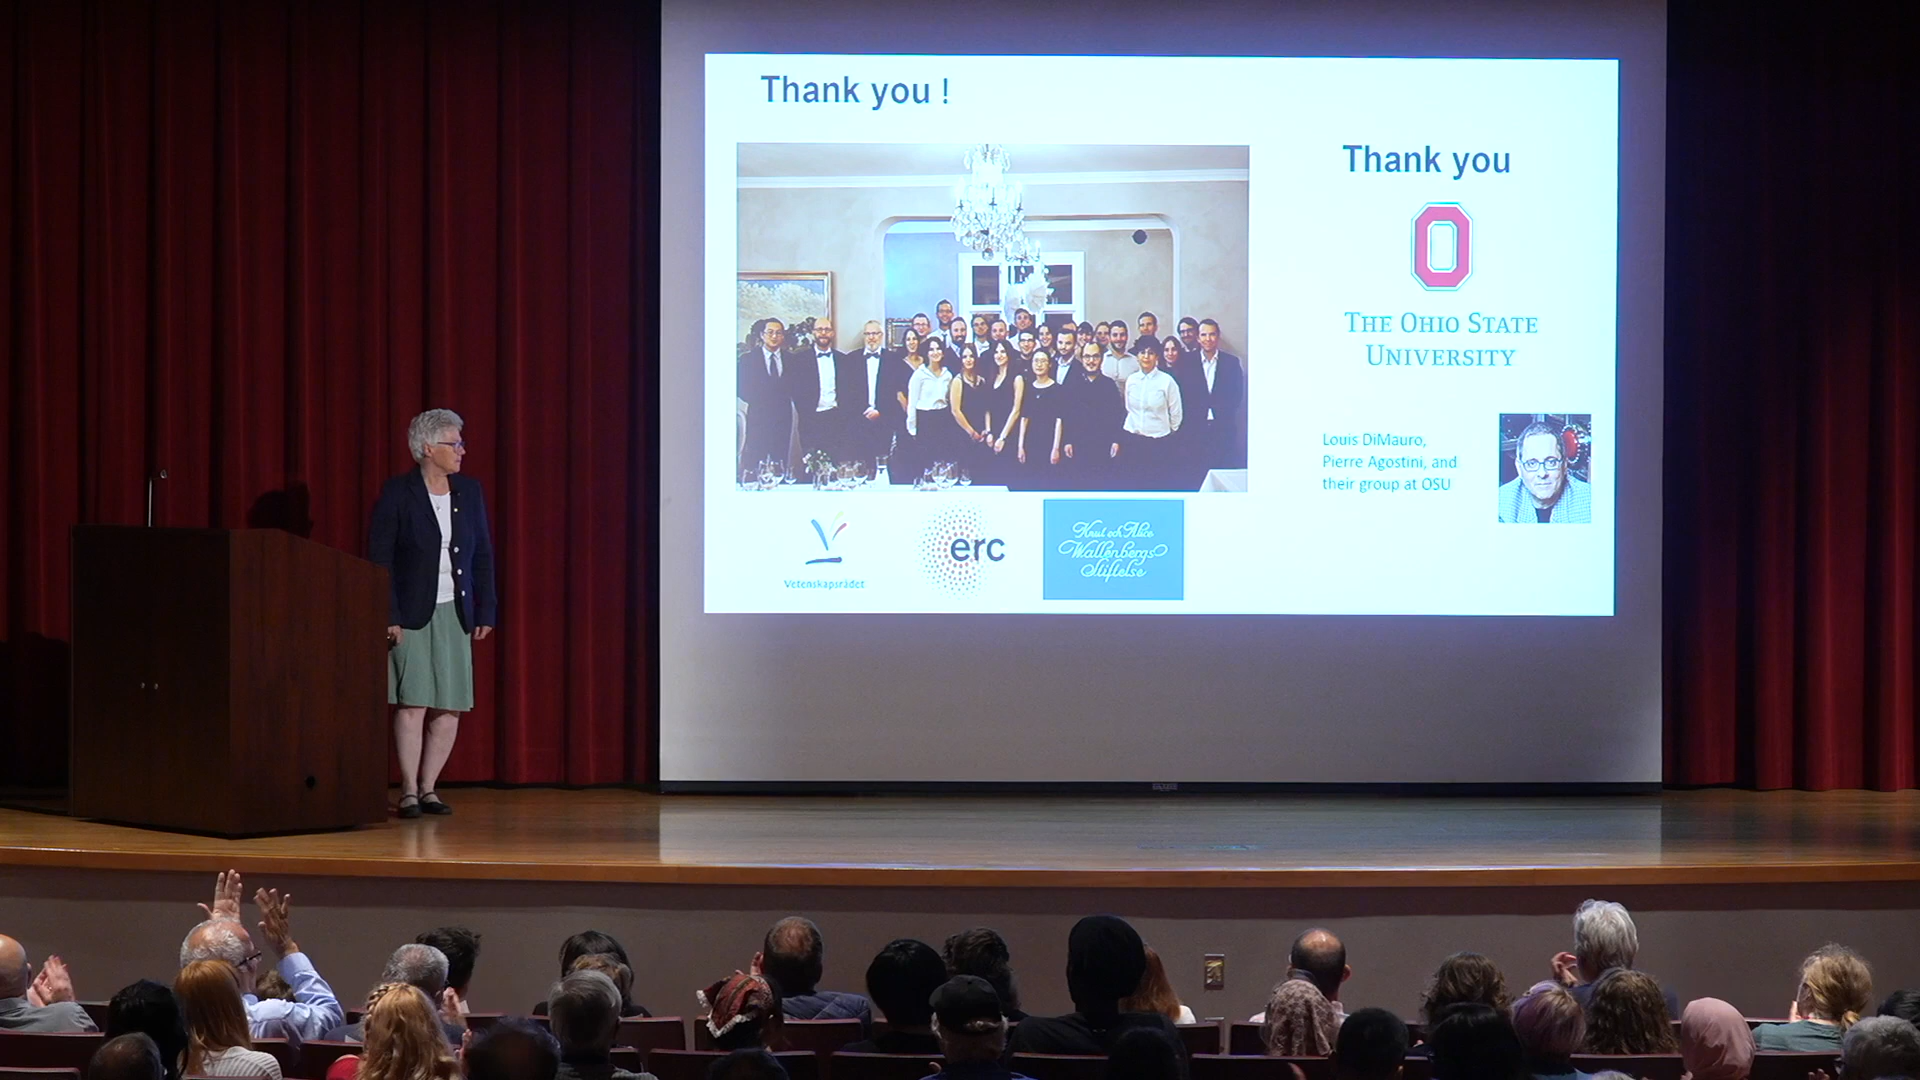 Thank you !
Thank you
THE OHIO STATE
UNIVERSITY
Louis DiMauro,
Pierre Agostini, and
their group at OSU
Vetenskapsrådet
erc
Knut och Alice
Wallenbergs
Stiftelse